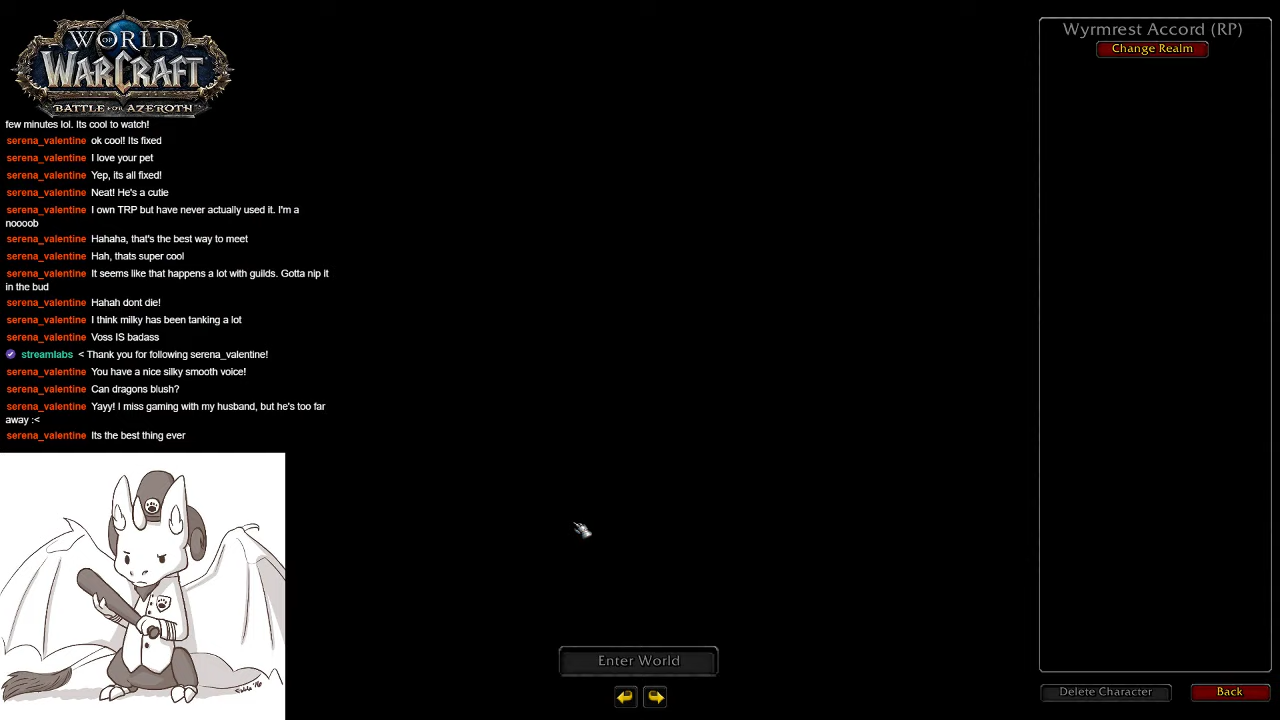 WORLD
OF
WARCRAFT
BATTLE FOR AZEROTH
Wyrmrest Accord (RP)
Change Realm
few minutes lol. Its cool to watch!
serena_valentine ok cool! Its fixed
serena_valentine I love your pet
serena_valentine Yep, its all fixed!
serena_valentine Neat! He's a cutie
serena_valentine I own TRP but have never actually used it. I'm a
noooob
serena_valentine Hahaha, that's the best way to meet
serena_valentine Hah, thats super cool
serena_valentine It seems like that happens a lot with guilds. Gotta nip it
in the bud
serena_valentine Hahah dont die!
serena_valentine I think milky has been tanking a lot
serena_valentine Voss IS badass
streamlabs < Thank you for following serena_valentine!
serena_valentine You have a nice silky smooth voice!
serena_valentine Can dragons blush?
serena_valentine Yayy! I miss gaming with my husband, but he's too far
away :<
serena_valentine Its the best thing ever
Enter World
Delete Character
Back